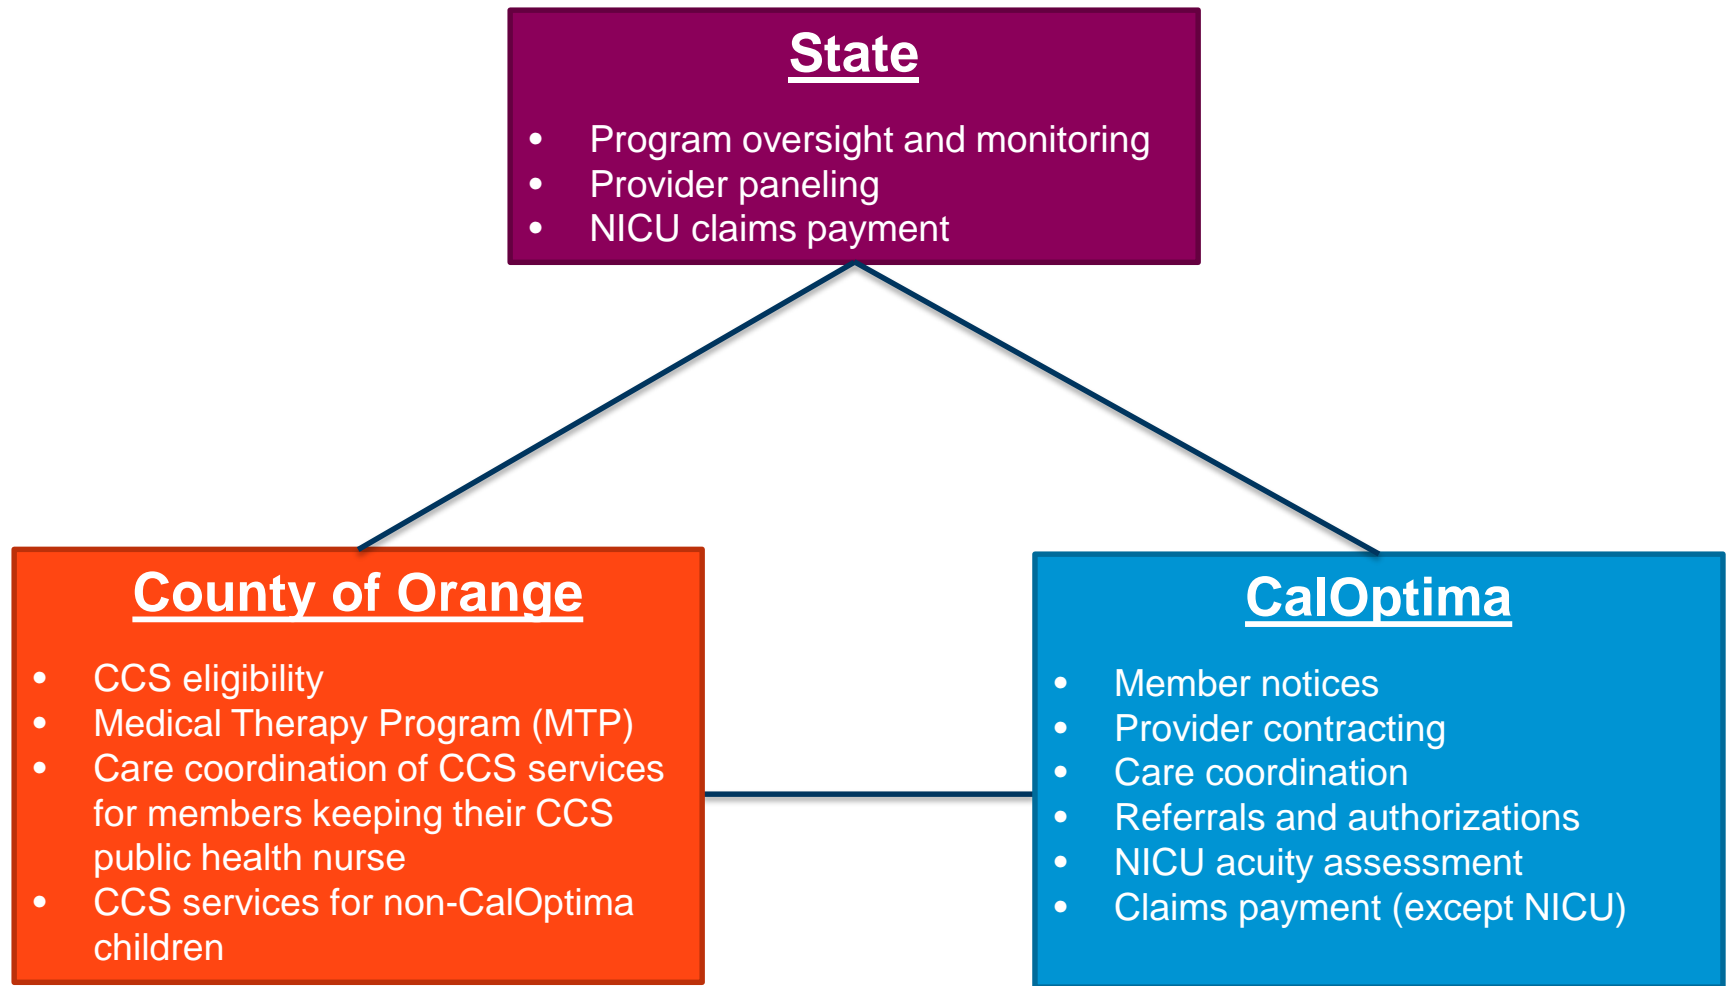 State
• Program oversight and monitoring
• Provider paneling
• NICU claims payment
County of Orange
• CCS eligibility
• Medical Therapy Program (MTP)
• Care coordination of CCS services
for members keeping their CCS
public health nurse
• CCS services for non-CalOptima
children
CalOptima
• Member notices
• Provider contracting
• Care coordination
• Referrals and authorizations
• NICU acuity assessment
• Claims payment (except NICU)